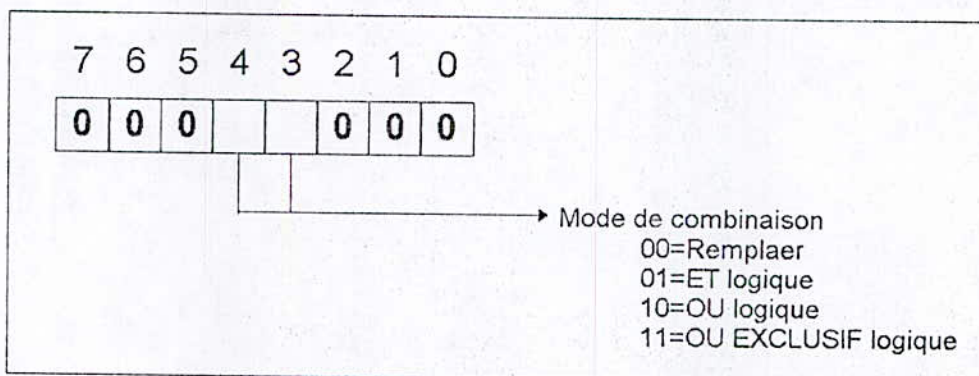 7 6 5 4 3 2 1 0
0 0 0 0 0 0
Mode de combinaison
00=Remplaer
01=ET logique
10=OU logique
11=OU EXCLUSIF logique